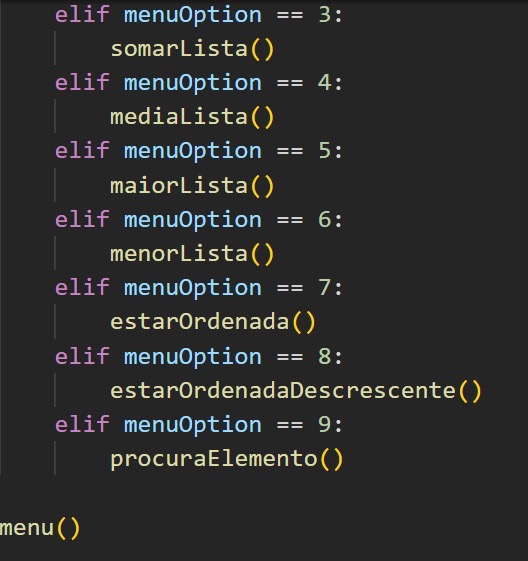 elif menuOption == 3:
somarLista()
elif menuOption == 4:
mediaLista()
elif menuOption == 5:
maiorLista()
elif menuOption == 6:
menorLista()
elif menuOption == 7:
estarOrdenada()
elif menuOption == 8:
estarOrdenadaDescrescente()
elif menuOption == 9:
procuraElemento()
menu()